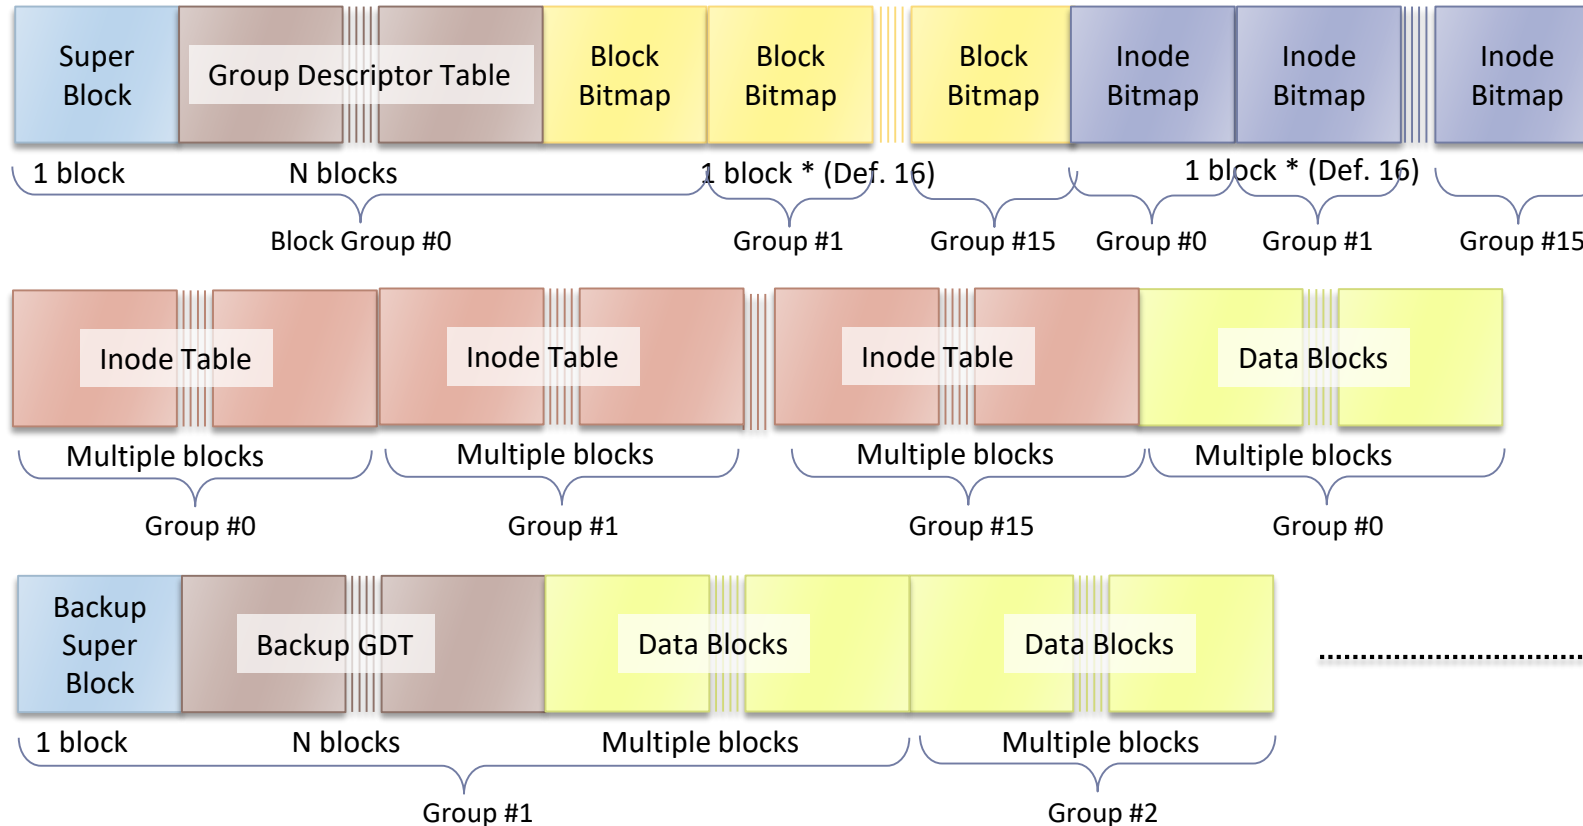 Super
Block
Group Descriptor Table
Block
Bitmap
Block
Bitmap
Block
Bitmap
Inode
Bitmap
Inode
Bitmap
Inode
Bitmap
1 block
N blocks
1 block * (Def. 16)
1 block * (Def. 16)
Block Group #0
Group #1
Group #15
Group #0
Group #1
Group #15
Inode Table
Inode Table
Inode Table
Data Blocks
Multiple blocks
Multiple blocks
Multiple blocks
Multiple blocks
Group #0
Group #1
Group #15
Group #0
Backup
Super
Block
Backup GDT
Data Blocks
Data Blocks
1 block
N blocks
Multiple blocks
Multiple blocks
Group #1
Group #2